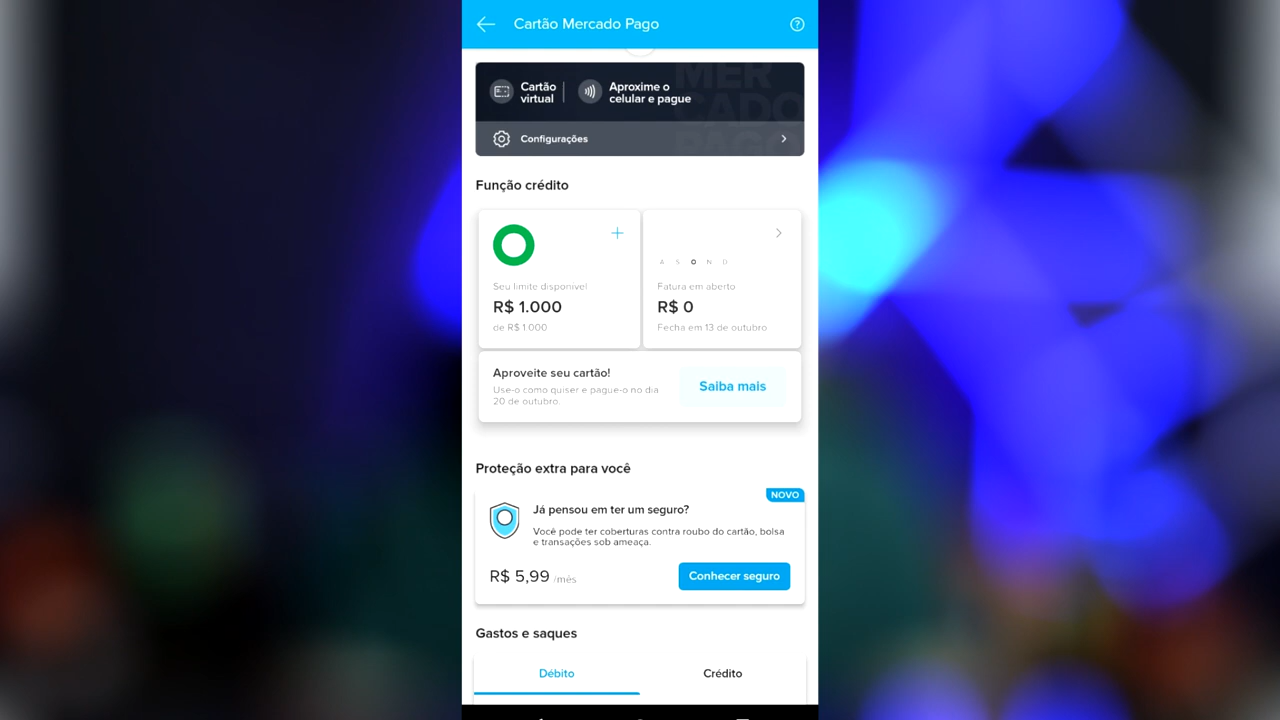 Cartão Mercado Pago
MER
CADO
PAGO
Cartão
virtual
Aproxime o
celular e pague
Configurações
Função crédito
Seu limite disponível
R$ 1.000
de R$ 1.000
A S O N D
Fatura em aberto
R$ 0
Fecha em 13 de outubro
Aproveite seu cartão!
Use-o como quiser e pague-o no dia
20 de outubro.
Saiba mais
Proteção extra para você
NOVO
Já pensou em ter um seguro?
Você pode ter coberturas contra roubo do cartão, bolsa
e transações sob ameaça.
R$ 5,99 /mês
Conhecer seguro
Gastos e saques
Débito
Crédito